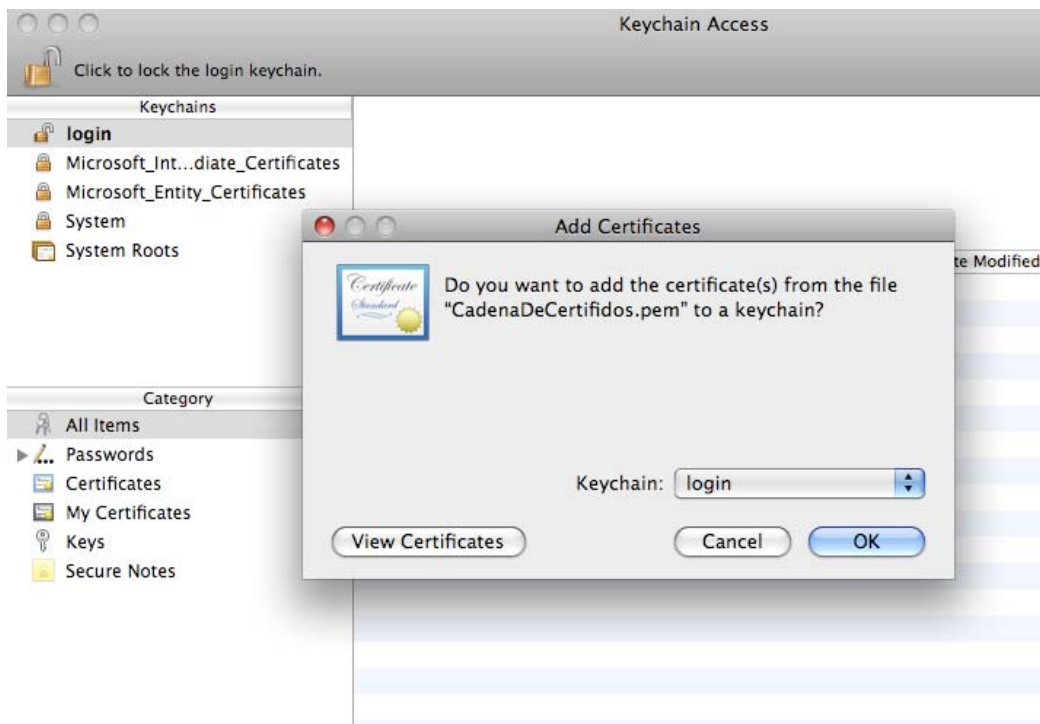 Keychain Access
Click to lock the login keychain.
Keychains
login
Microsoft_Int...diate_Certificates
Microsoft_Entity_Certificates
System
System Roots
Add Certificates
Certificate
Standard
Do you want to add the certificate(s) from the file
“CadenaDeCertifidos.pem” to a keychain?
Keychain: login
View Certificates Cancel OK
te Modified
Category
All Items
Passwords
Certificates
My Certificates
Keys
Secure Notes